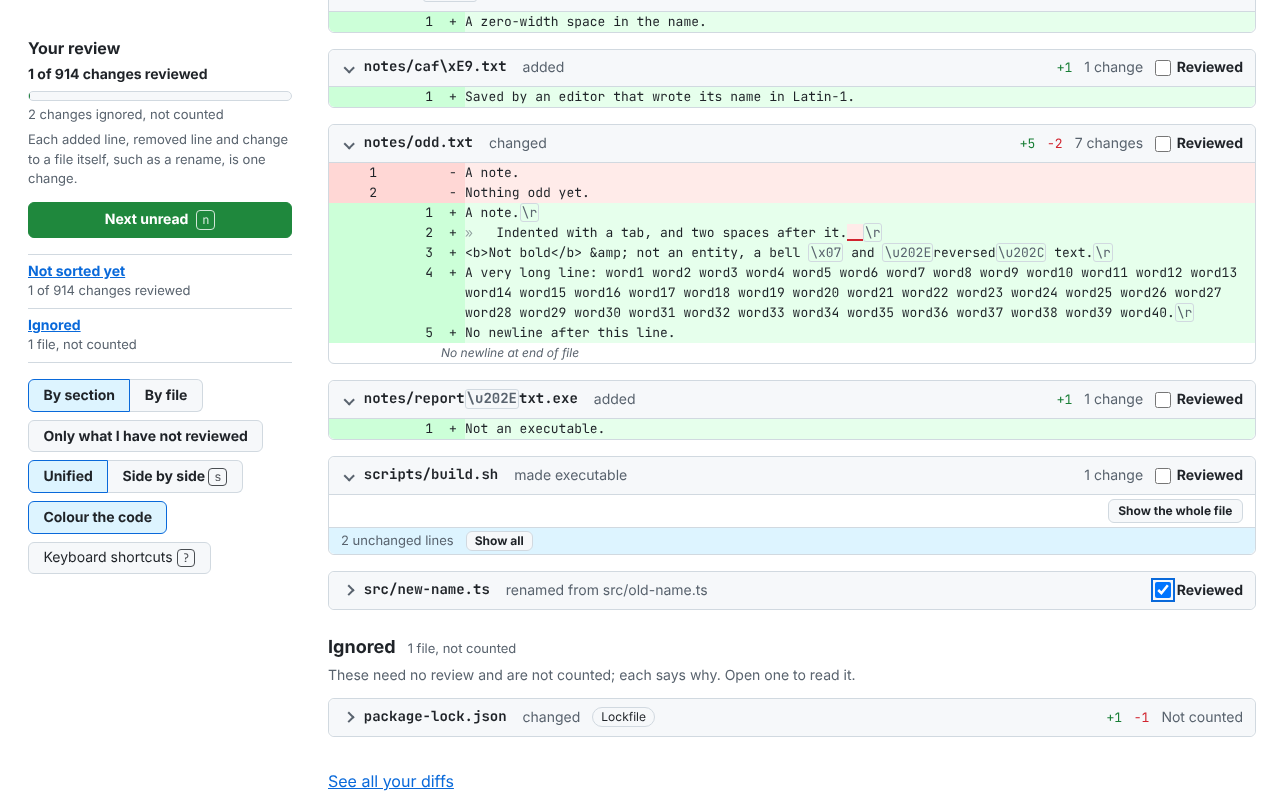 Your review
1 of 914 changes reviewed
2 changes ignored, not counted
Each added line, removed line and change
to a file itself, such as a rename, is one
change.
Next unread n
Not sorted yet
1 of 914 changes reviewed
Ignored
1 file, not counted
By section By file
Only what I have not reviewed
Unified Side by side s
Colour the code
Keyboard shortcuts ?
1 + A zero-width space in the name.
notes/caf\xE9.txt added +1 1 change Reviewed
1 + Saved by an editor that wrote its name in Latin-1.
notes/odd.txt changed +5 -2 7 changes Reviewed
1 - A note.
2 - Nothing odd yet.
1 + A note.\r
2 + » Indented with a tab, and two spaces after it.  \r
3 + <b>Not bold</b> &amp; not an entity, a bell \x07 and \u202Ereversed\u202C text.\r
4 + A very long line: word1 word2 word3 word4 word5 word6 word7 word8 word9 word10 word11 word12 word13
word14 word15 word16 word17 word18 word19 word20 word21 word22 word23 word24 word25 word26 word27
word28 word29 word30 word31 word32 word33 word34 word35 word36 word37 word38 word39 word40.\r
5 + No newline after this line.
No newline at end of file
notes/report\u202Etxt.exe added +1 1 change Reviewed
1 + Not an executable.
scripts/build.sh made executable 1 change Reviewed
Show the whole file
2 unchanged lines Show all
src/new-name.ts renamed from src/old-name.ts Reviewed
Ignored 1 file, not counted
These need no review and are not counted; each says why. Open one to read it.
package-lock.json changed Lockfile +1 -1 Not counted
See all your diffs